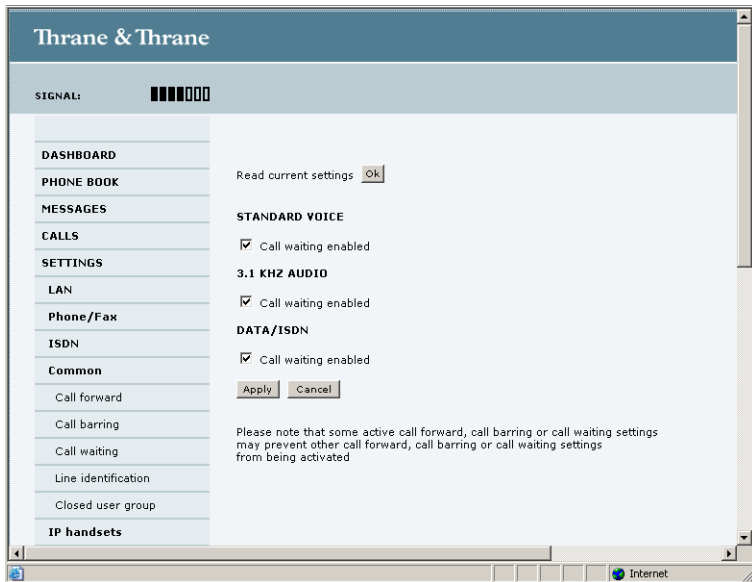 Thrane & Thrane
SIGNAL:
DASHBOARD
PHONE BOOK
MESSAGES
CALLS
SETTINGS
LAN
Phone/Fax
ISDN
Common
Call forward
Call barring
Call waiting
Line identification
Closed user group
IP handsets
Read current settings Ok
STANDARD VOICE
Call waiting enabled
3.1 KHZ AUDIO
Call waiting enabled
DATA/ISDN
Call waiting enabled
Apply Cancel
Please note that some active call forward, call barring or call waiting settings
may prevent other call forward, call barring or call waiting settings
from being activated
Internet